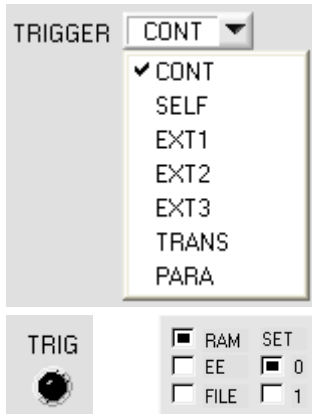 TRIGGER CONT
CONT
SELF
EXT1
EXT2
EXT3
TRANS
PARA
TRIG
RAM SET
EE 0
FILE 1